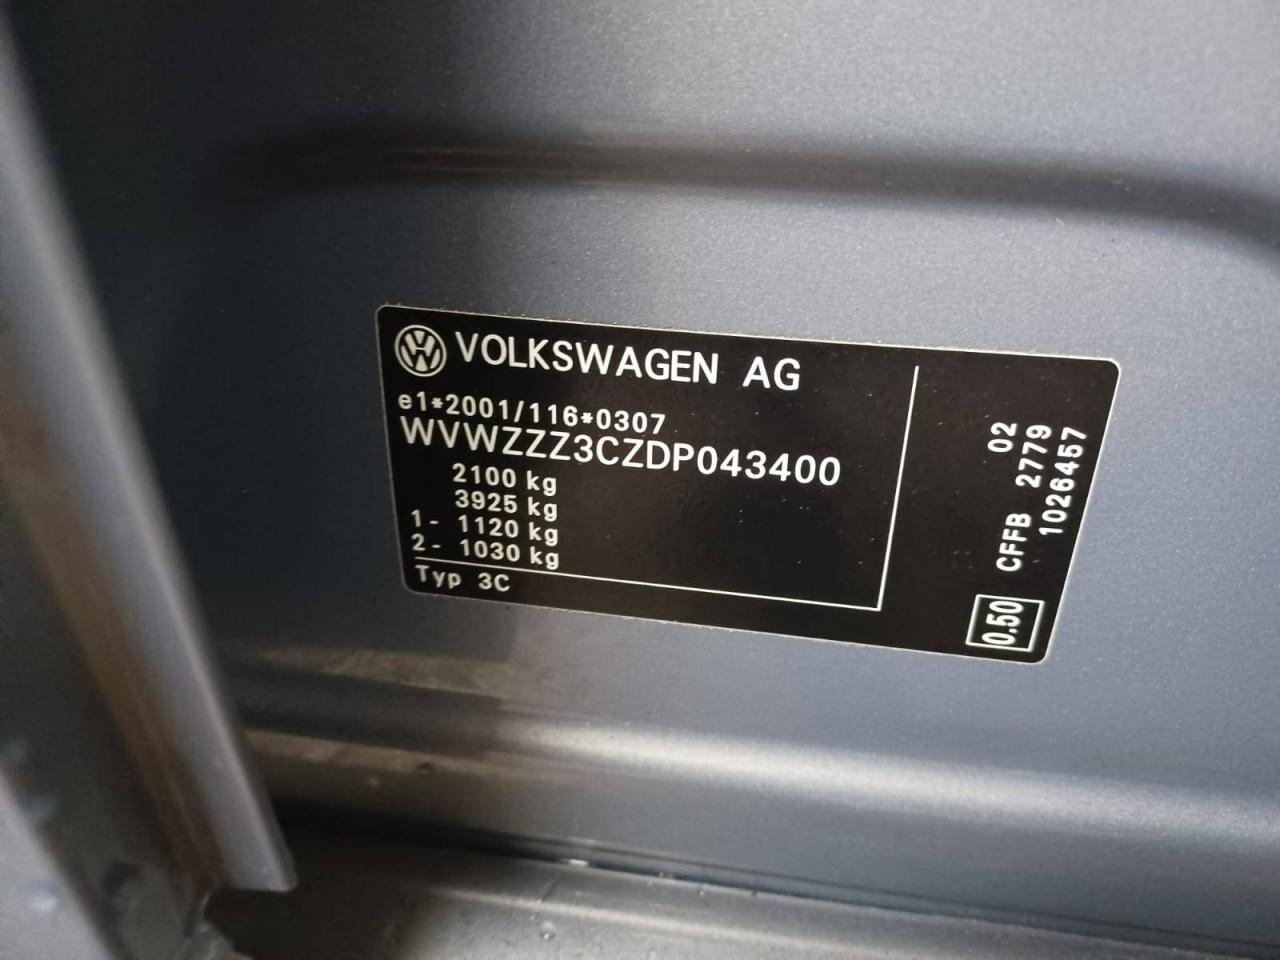 VOLKSWAGEN AG
e1*2001/116*0307
WVWZZZ3CZDP043400
2100 kg
3925 kg
1- 1120 kg
2- 1030 kg
Typ 3C
02
CFFB 2779
1026457
0.50